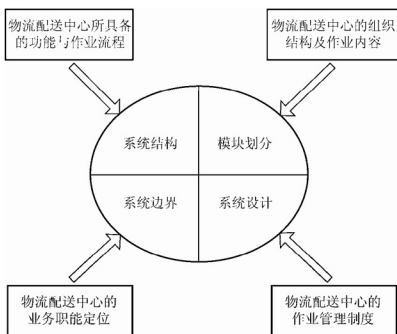 物流配送中心所具备
的功能与作业流程
物流配送中心的组织
结构及作业内容
系统结构
模块划分
系统边界
系统设计
物流配送中心的
业务职能定位
物流配送中心的
作业管理制度